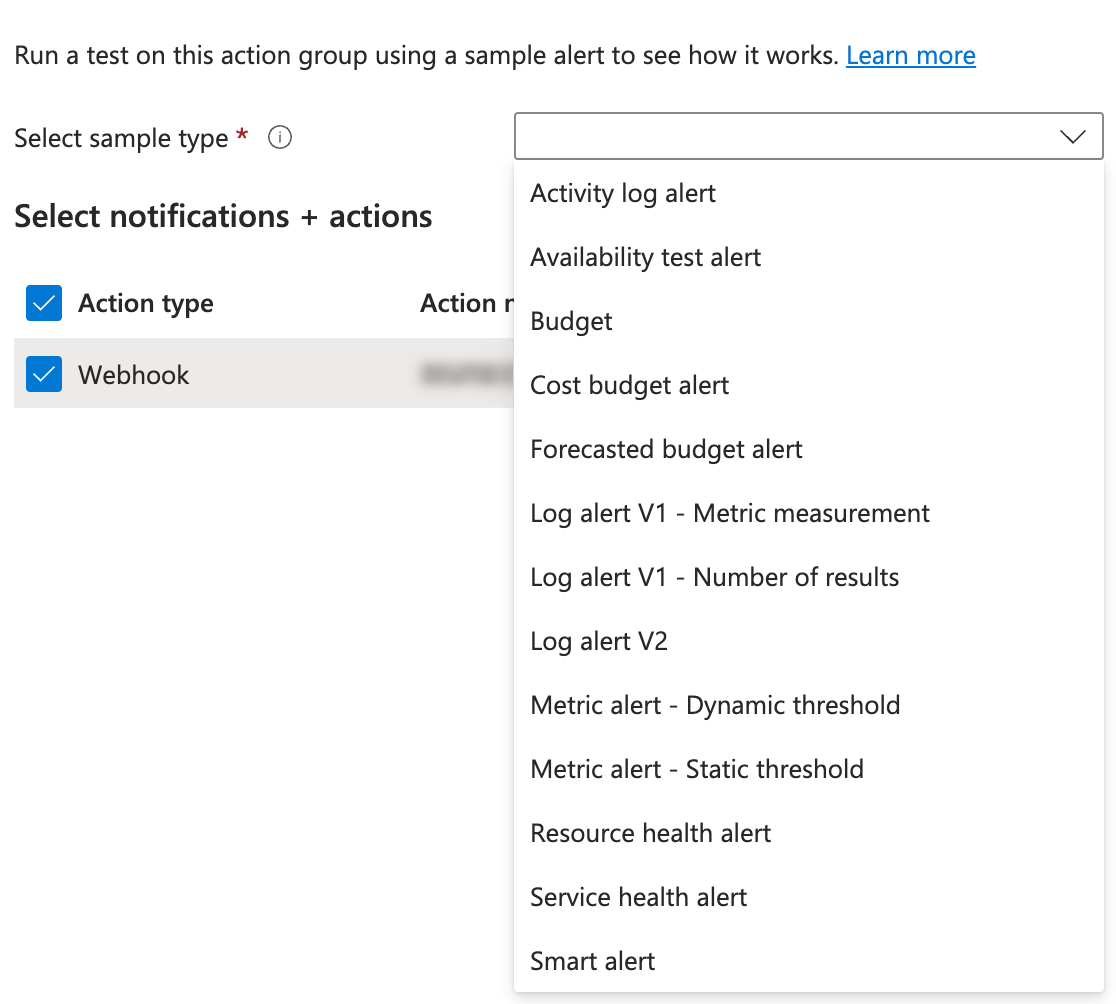 Run a test on this action group using a sample alert to see how it works. Learn more
Select sample type *
Select notifications + actions
Action type Action
Webhook
Activity log alert
Availability test alert
Budget
Cost budget alert
Forecasted budget alert
Log alert V1 - Metric measurement
Log alert V1 - Number of results
Log alert V2
Metric alert - Dynamic threshold
Metric alert - Static threshold
Resource health alert
Service health alert
Smart alert